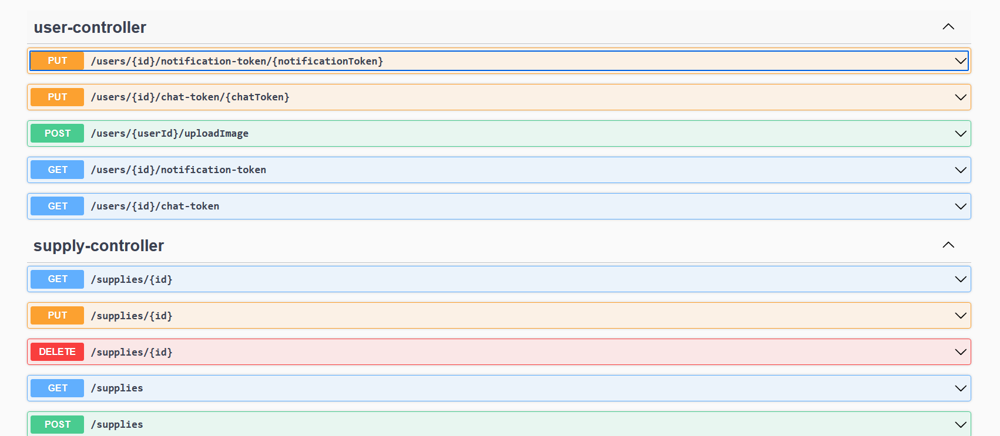 user-controller
PUT /users/{id}/notification-token/{notificationToken}
PUT /users/{id}/chat-token/{chatToken}
POST /users/{userId}/uploadImage
GET /users/{id}/notification-token
GET /users/{id}/chat-token
supply-controller
GET /supplies/{id}
PUT /supplies/{id}
DELETE /supplies/{id}
GET /supplies
POST /supplies